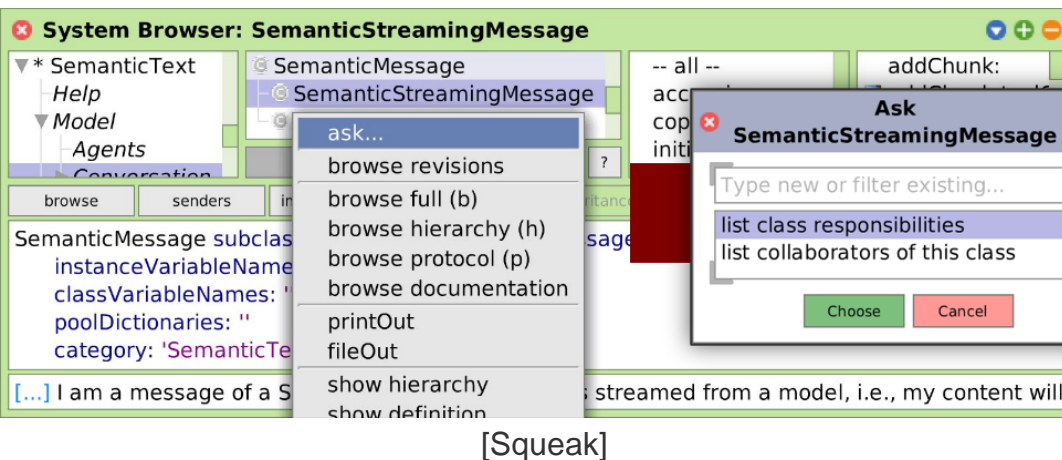 System Browser: SemanticStreamingMessage
* SemanticText
Help
Model
Agents
Conversation
SemanticMessage
SemanticStreamingMessage
?
-- all --
addChunk:
browse
senders
SemanticMessage
instanceVariableName
classVariableNames: '
poolDictionaries: ''
category:
[...] I am a message of a S
streamed from a model, i.e., my content will
ask...
browse revisions
browse full (b)
browse hierarchy (h)
browse protocol (p)
browse documentation
printOut
fileOut
show hierarchy
show definition
Ask
SemanticStreamingMessage
Type new or filter existing...
list class responsibilities
list collaborators of this class
Choose
Cancel
[Squeak]